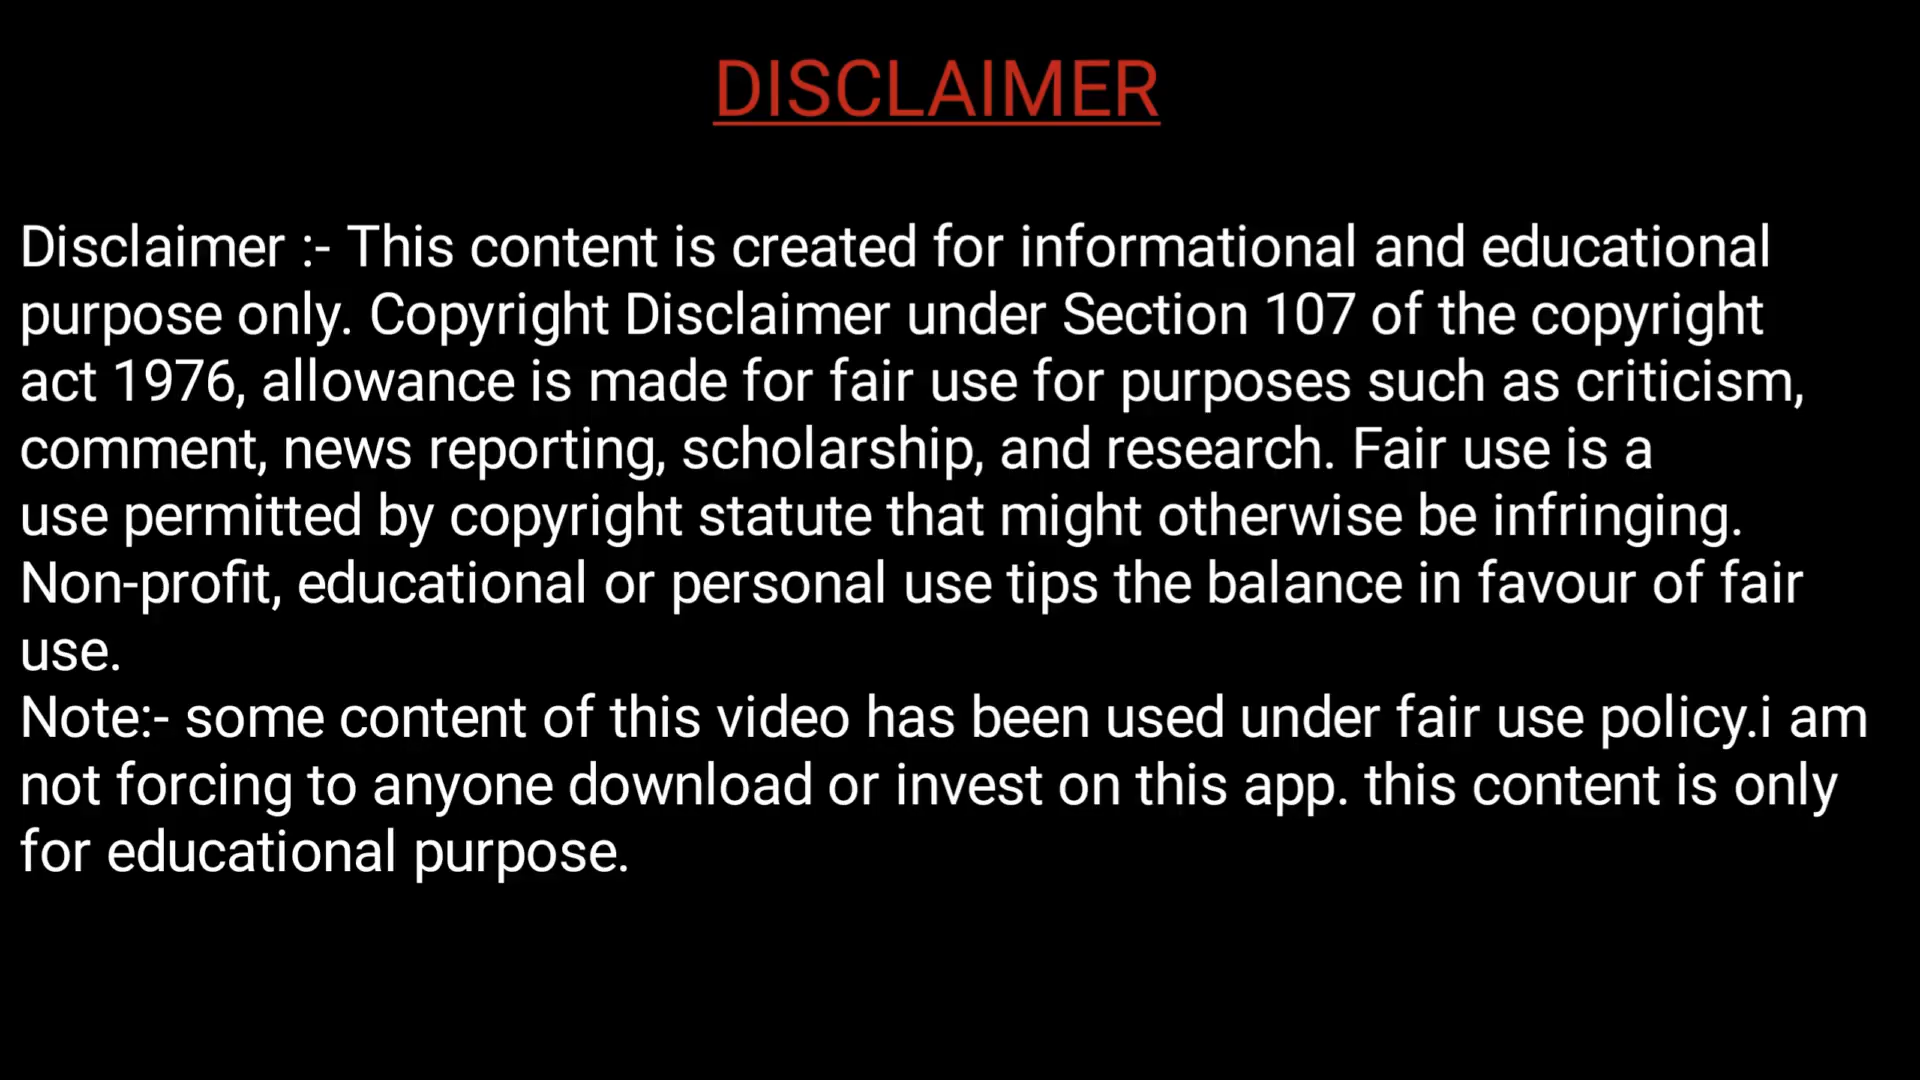 DISCLAIMER
Disclaimer :- This content is created for informational and educational
purpose only. Copyright Disclaimer under Section 107 of the copyright
act 1976, allowance is made for fair use for purposes such as criticism,
comment, news reporting, scholarship, and research. Fair use is a
use permitted by copyright statute that might otherwise be infringing.
Non-profit, educational or personal use tips the balance in favour of fair
use.
Note:- some content of this video has been used under fair use policy.i am
not forcing to anyone download or invest on this app. this content is only
for educational purpose.